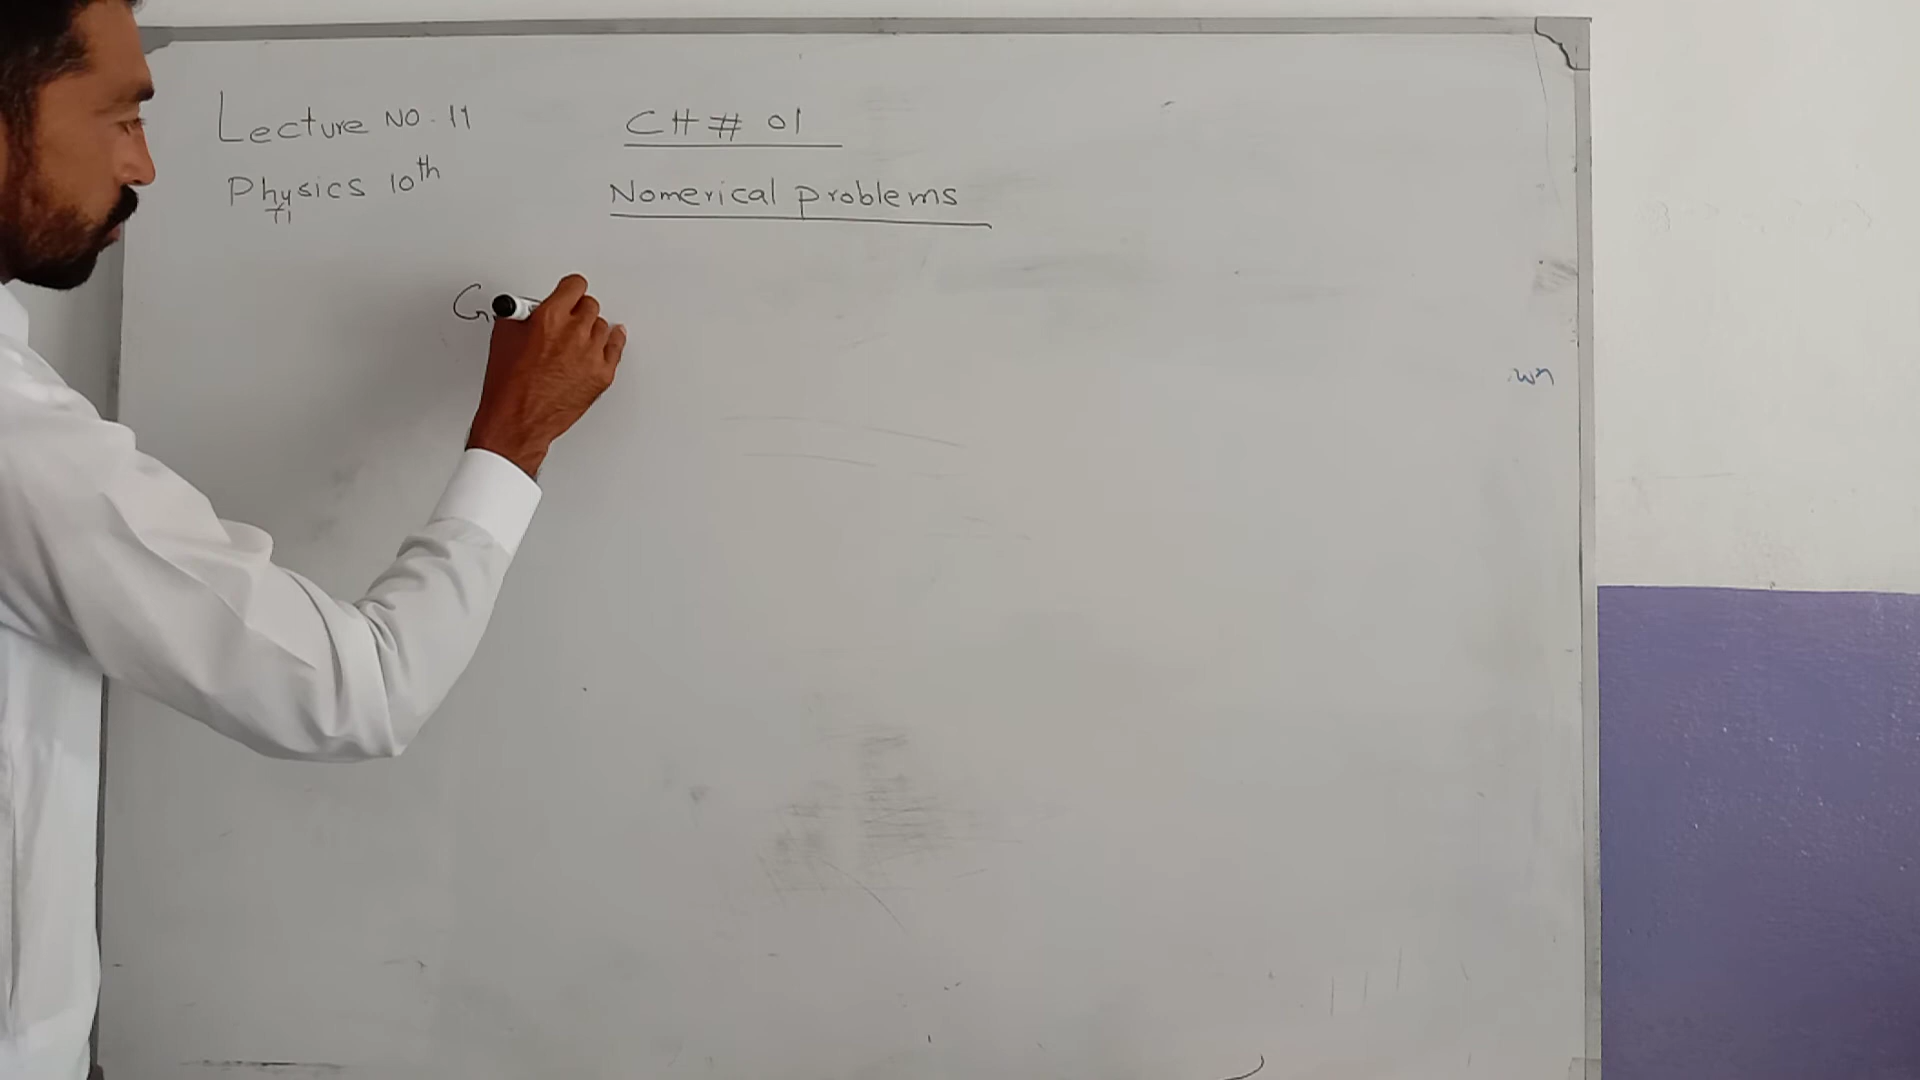 Lecture NO. 11
CH # 01
Physics 10th
Nomerical problems
G